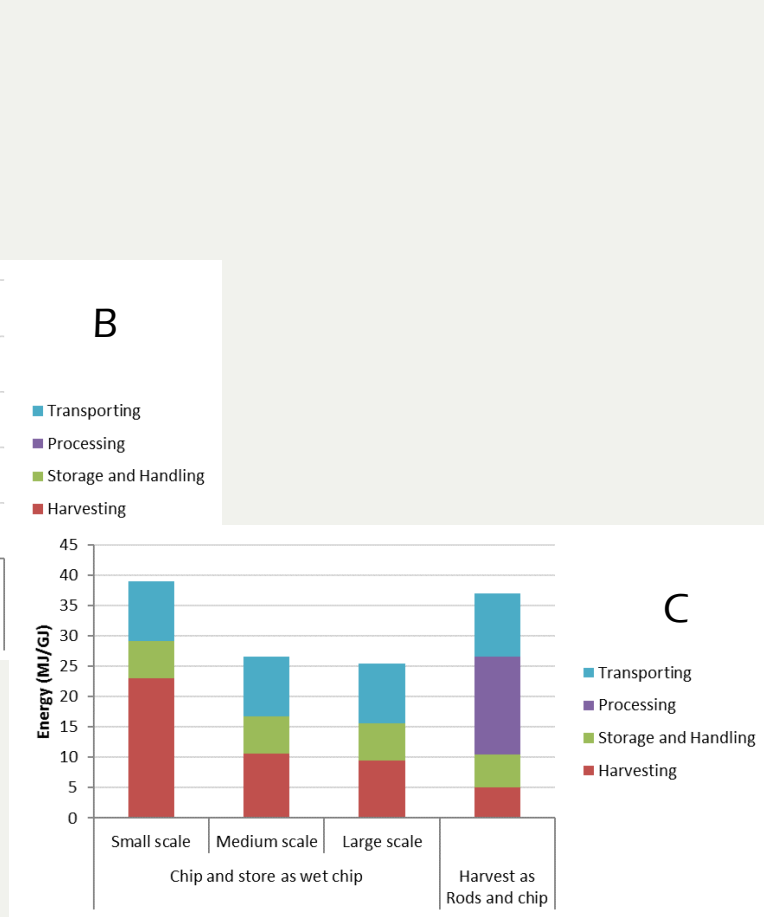 B
Transporting
Processing
Storage and Handling
Harvesting
45
40
35
30
25
20
15
10
5
0
Energy (MJ/GJ)
Small scale
Medium scale
Large scale
Chip and store as wet chip
Harvest as
Rods and chip
C
Transporting
Processing
Storage and Handling
Harvesting